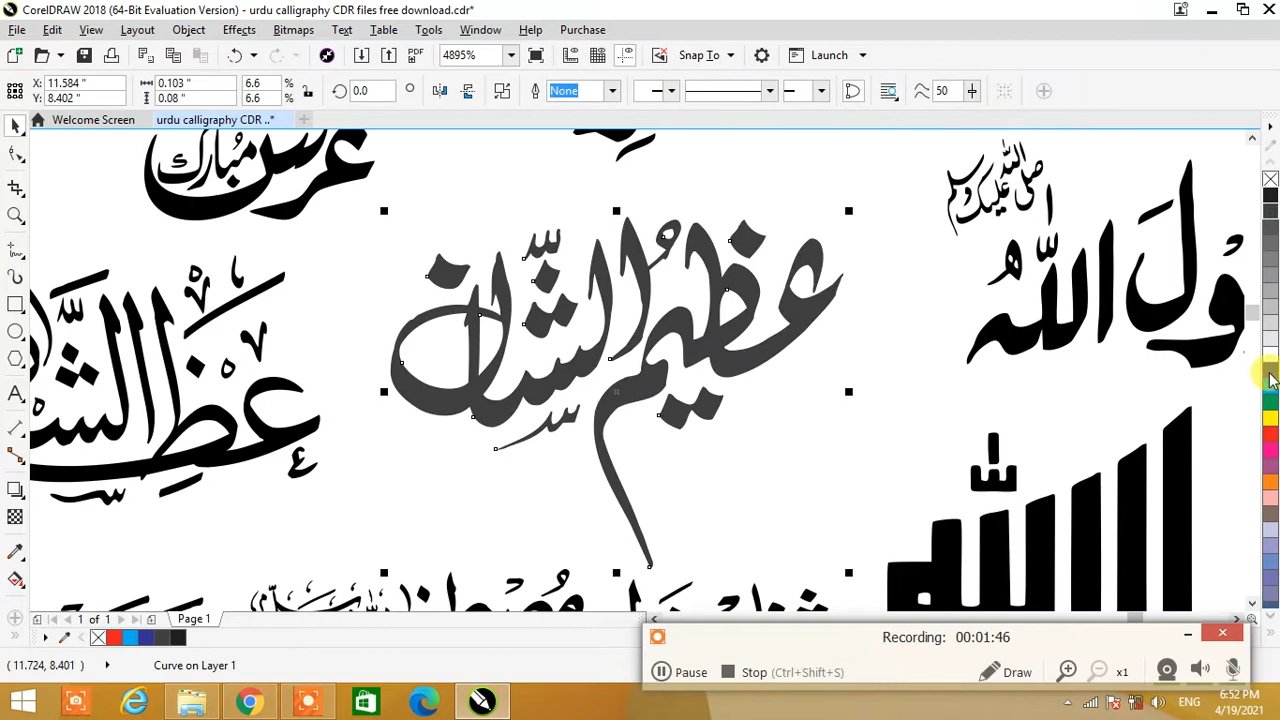 CorelDRAW 2018 (64-Bit Evaluation Version) - urdu calligraphy CDR files free download.cdr*
File Edit View Layout Object Effects Bitmaps Text Table Tools Window Help Purchase
4895% PDF Snap To Launch
X: 11.584 " 0.103 " 6.6 % 0.0 None 50
Y: 8.402 " 0.08 " 6.6 %
Welcome Screen urdu calligraphy CDR ..*
عرس مبارک
صلی اللہ علیہ وسلم
رسول اللہ
عظیم الشان
عظیم الشان
اللہ
1 of 1 Page 1
Recording: 00:01:46
Pause Stop (Ctrl+Shift+S) Draw x1
(11.724, 8.401) Curve on Layer 1
ENG 6:52 PM
4/19/2021